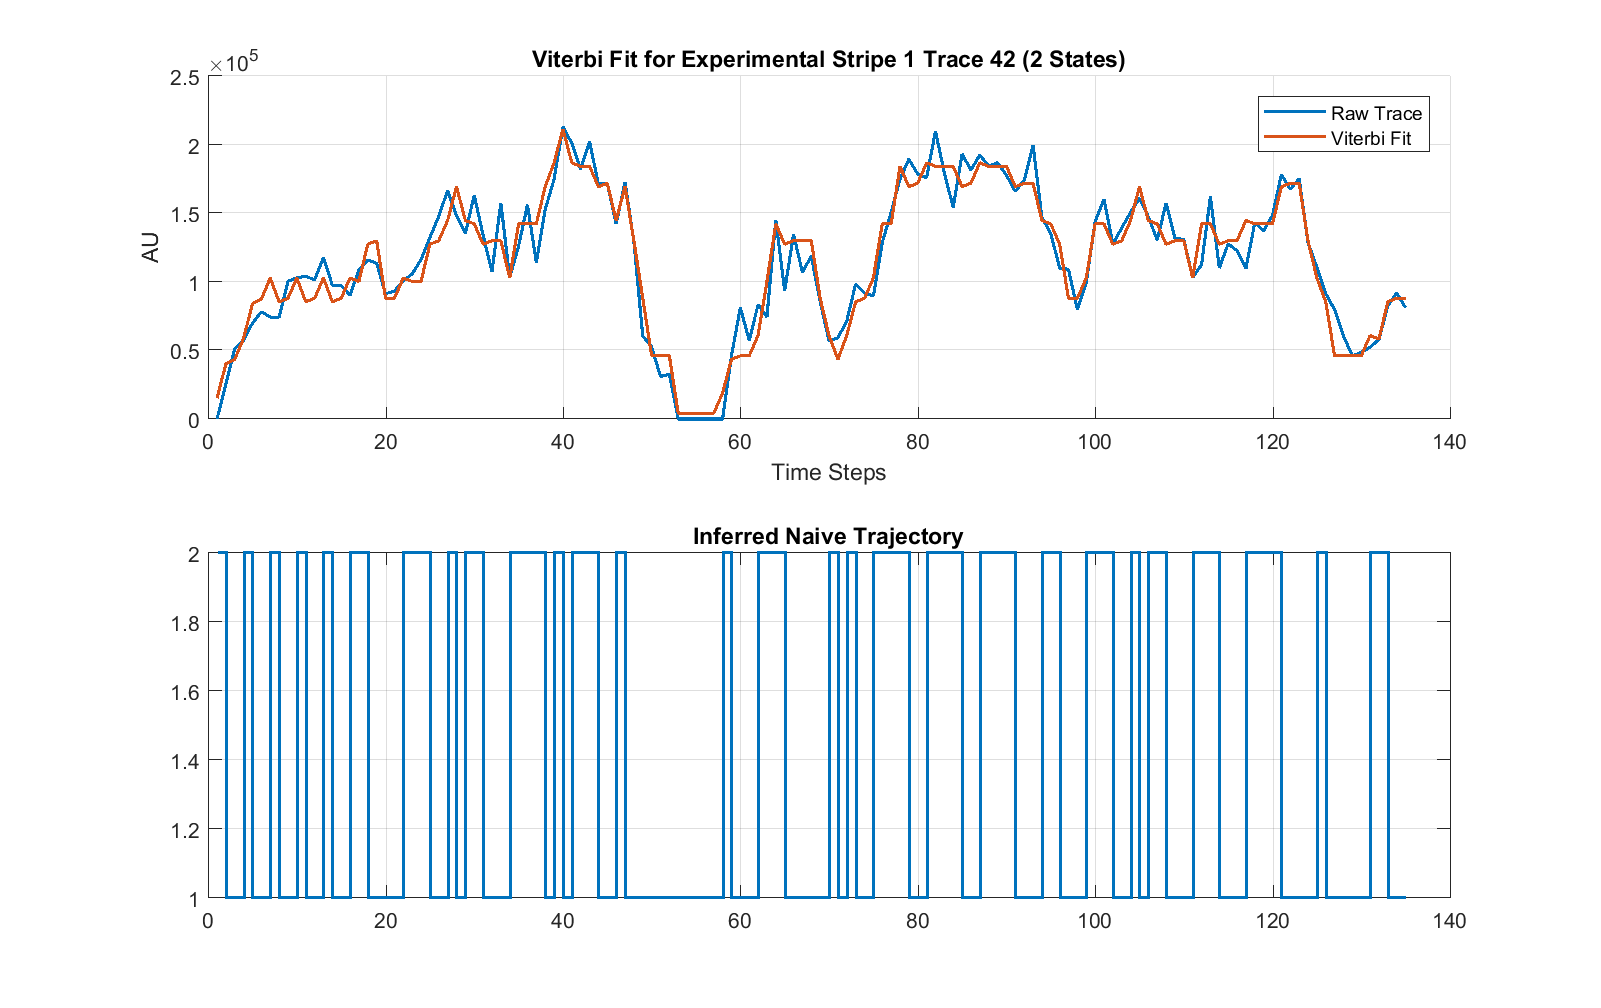 Viterbi Fit for Experimental Stripe 1 Trace 42 (2 States)
×10^5
2.5
2
1.5
1
0.5
0
AU
Raw Trace
Viterbi Fit
0 20 40 60 80 100 120 140
Time Steps
Inferred Naive Trajectory
2
1.8
1.6
1.4
1.2
1
0 20 40 60 80 100 120 140